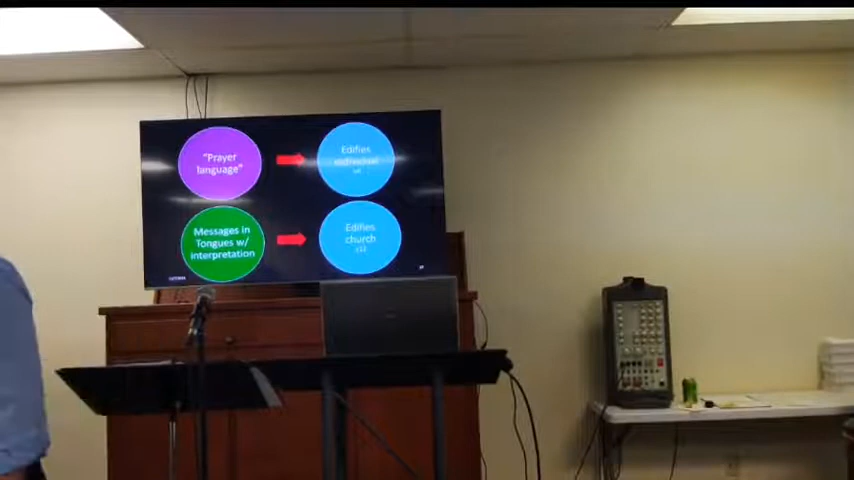 "Prayer
language"
Edifies
individual
Messages in
Tongues w/
interpretation
Edifies
church